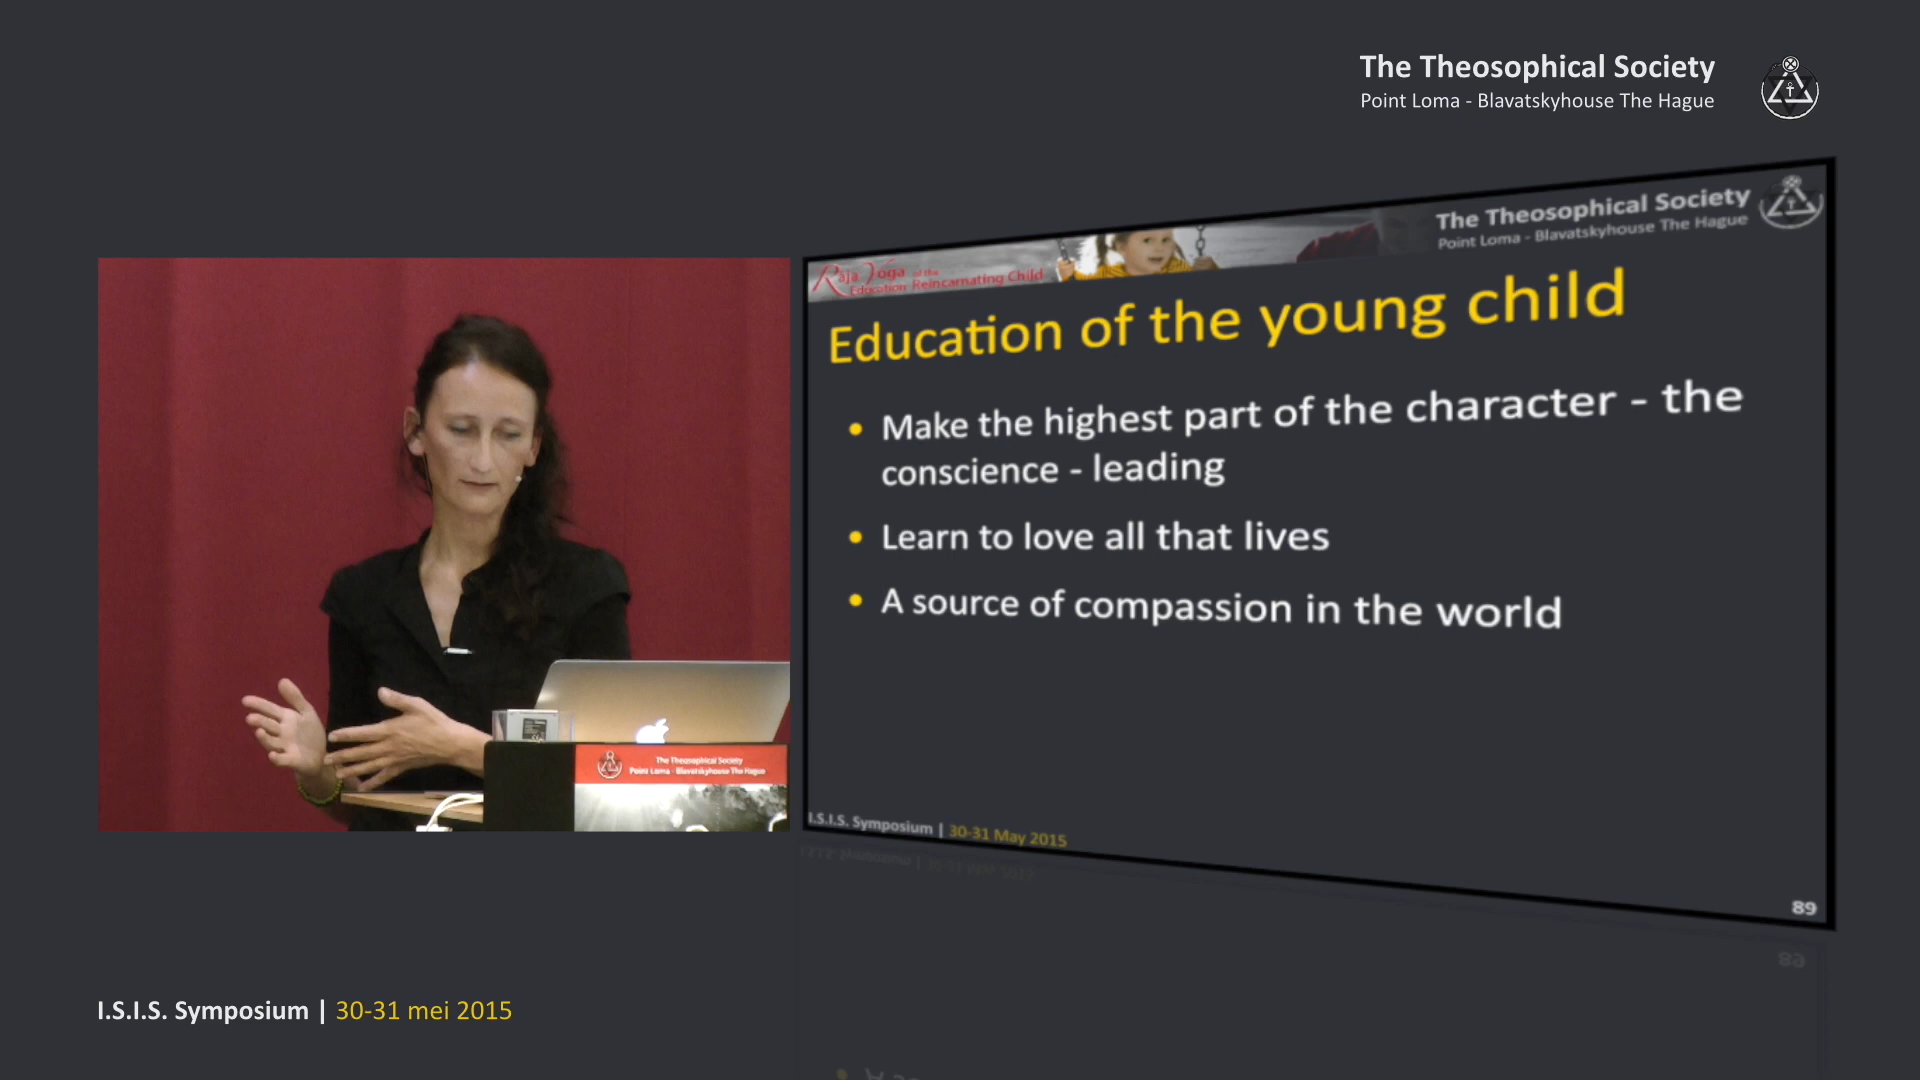 The Theosophical Society
Point Loma - Blavatskyhouse The Hague
The Theosophical Society
Point Loma - Blavatskyhouse The Hague
Raja Yoga of the
Education Reincarnating Child
Education of the young child
• Make the highest part of the character - the
conscience - leading
• Learn to love all that lives
• A source of compassion in the world
I.S.I.S. Symposium | 30-31 May 2015
89
The Theosophical Society
Point Loma - Blavatskyhouse The Hague
I.S.I.S. Symposium | 30-31 mei 2015